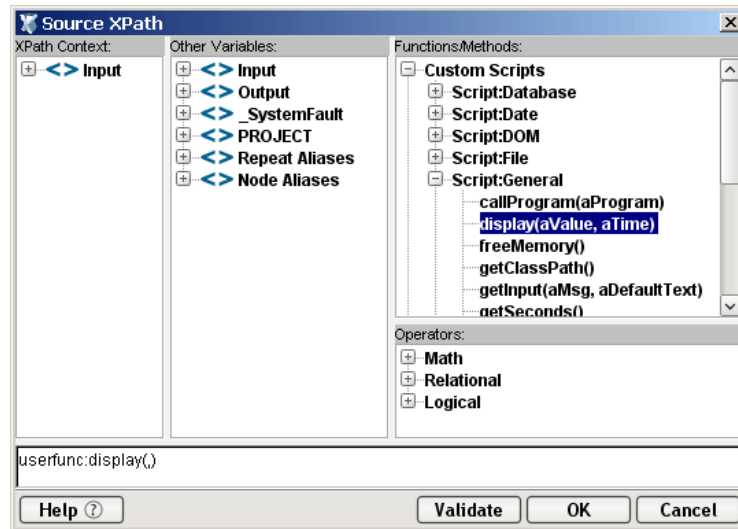 Source XPath
XPath Context:
<> Input
Other Variables:
<> Input
<> Output
<> _SystemFault
<> PROJECT
<> Repeat Aliases
<> Node Aliases
Functions/Methods:
Custom Scripts
Script:Database
Script:Date
Script:DOM
Script:File
Script:General
callProgram(aProgram)
display(aValue, aTime)
freeMemory()
getClassPath()
getInput(aMsg, aDefaultText)
getSeconds()
Operators:
Math
Relational
Logical
userfunc:display(,)
Help ?
Validate
OK
Cancel